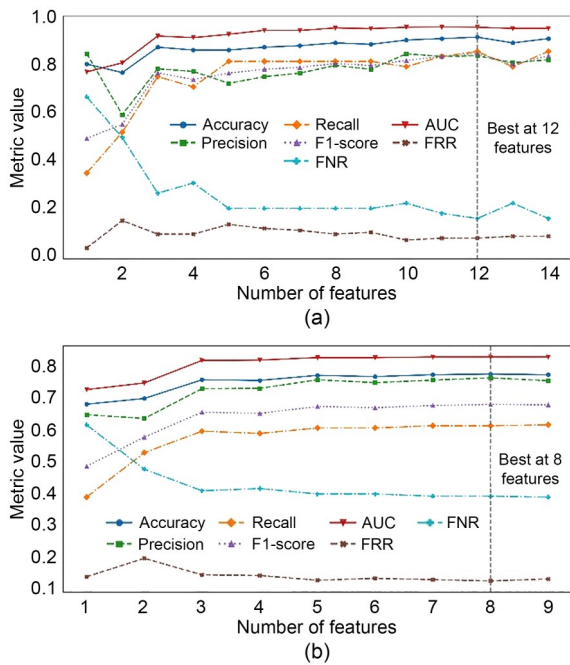 1.0
0.8
0.6
0.4
0.2
0.0
Metric value
Accuracy Recall AUC
Precision F1-score FRR
FNR
Best at 12
features
2 4 6 8 10 12 14
Number of features
(a)
0.8
0.7
0.6
0.5
0.4
0.3
0.2
0.1
Metric value
Best at 8
features
Accuracy Recall AUC FNR
Precision F1-score FRR
1 2 3 4 5 6 7 8 9
Number of features
(b)